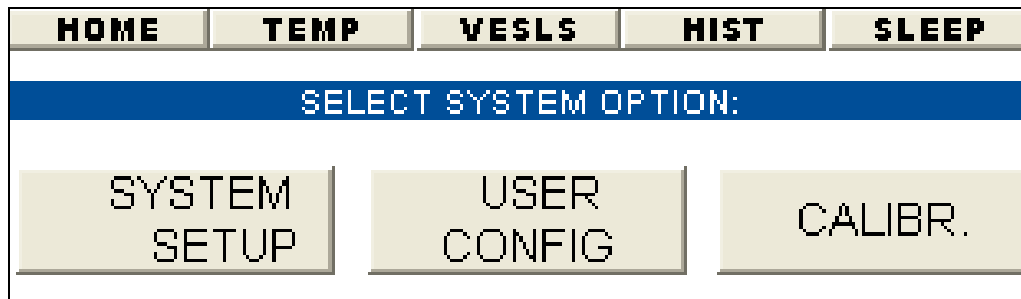 HOME TEMP VESLS HIST SLEEP
SELECT SYSTEM OPTION:
SYSTEM
SETUP
USER
CONFIG
CALIBR.